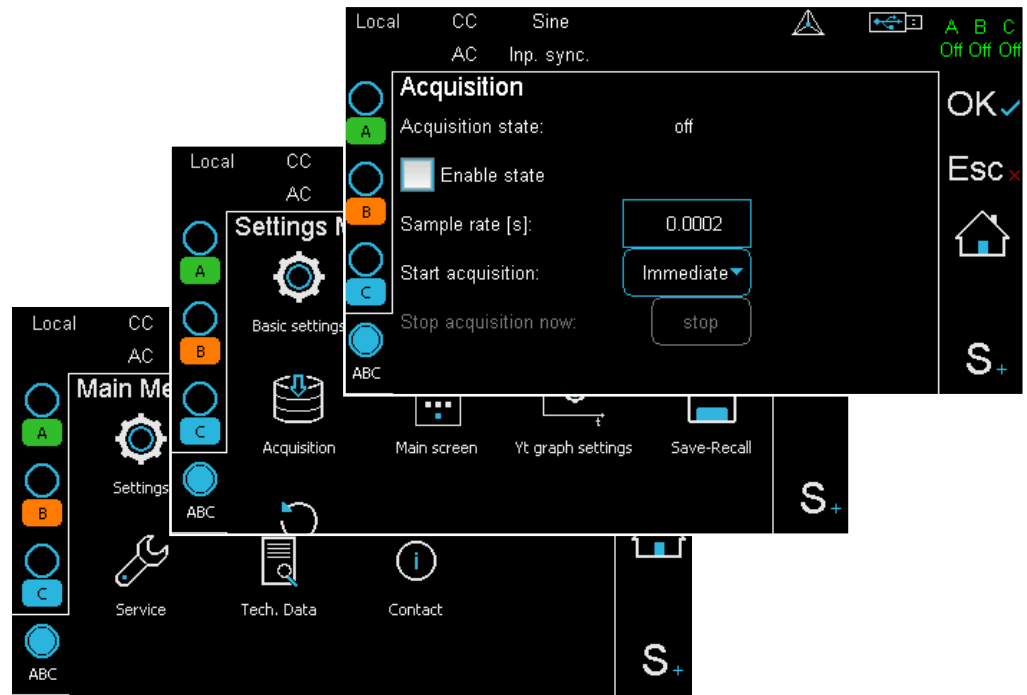 Local CC Sine
A B C
AC Inp. sync.
Off Off Off
Acquisition
OK
A
Acquisition state: off
Enable state
Esc
B
Sample rate [s]: 0.0002
C
Start acquisition: Immediate
Stop acquisition now: stop
ABC
S+
Local CC
AC
Settings M
A
Basic settings
B
C
Acquisition Main screen Yt graph settings Save-Recall
t
ABC
S+
Local CC
AC
Main Me
A
Settings
B
C
Service Tech. Data Contact
i
ABC
S+